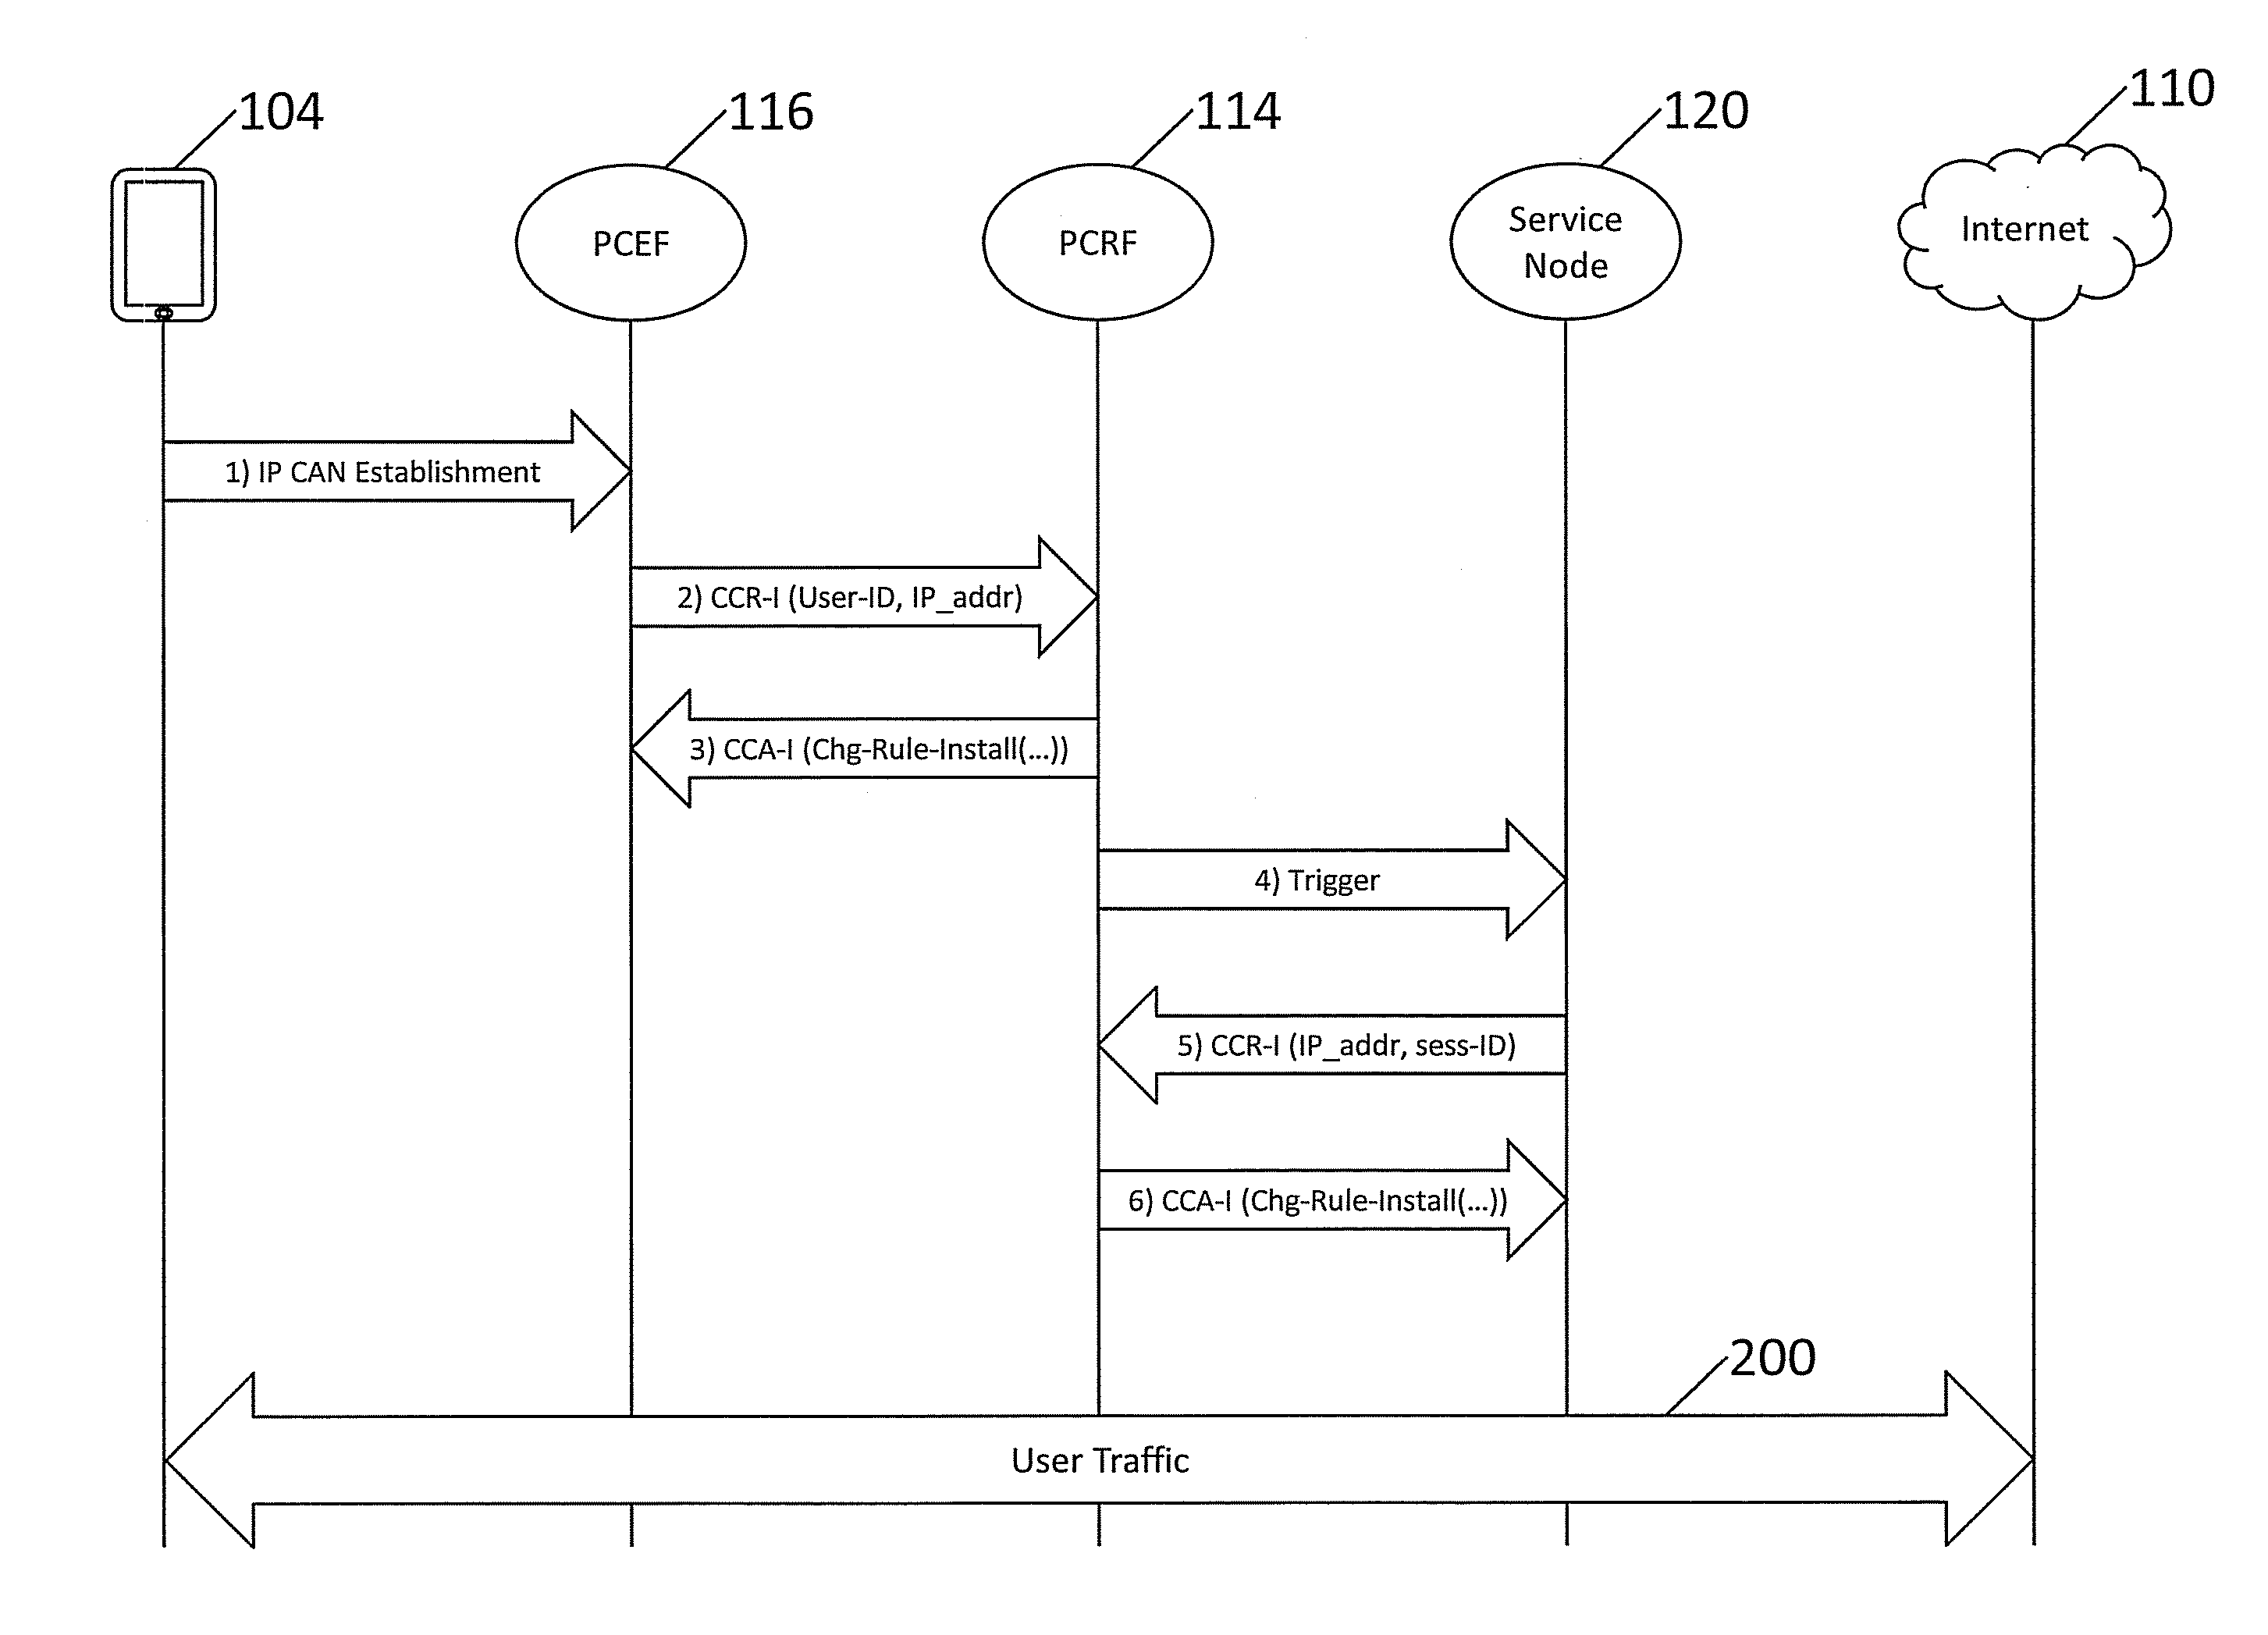 104
116
114
120
110
PCEF
PCRF
Service
Node
Internet
1) IP CAN Establishment
2) CCR-I (User-ID, IP_addr)
3) CCA-I (Chg-Rule-Install(...))
4) Trigger
5) CCR-I (IP_addr, sess-ID)
6) CCA-I (Chg-Rule-Install(...))
200
User Traffic